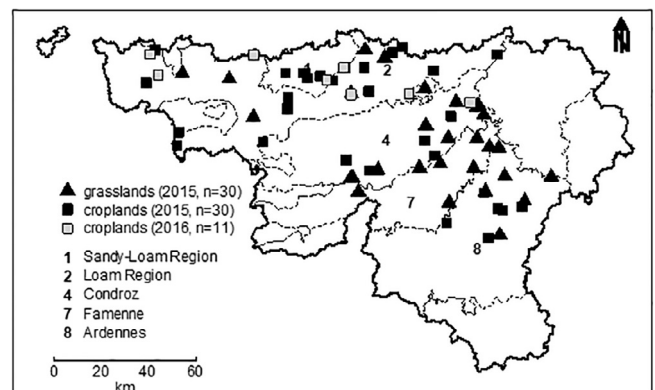 N
1
2
4
7
8
grasslands (2015, n=30)
croplands (2015, n=30)
croplands (2016, n=11)
1 Sandy-Loam Region
2 Loam Region
4 Condroz
7 Famenne
8 Ardennes
0 20 40 60
km